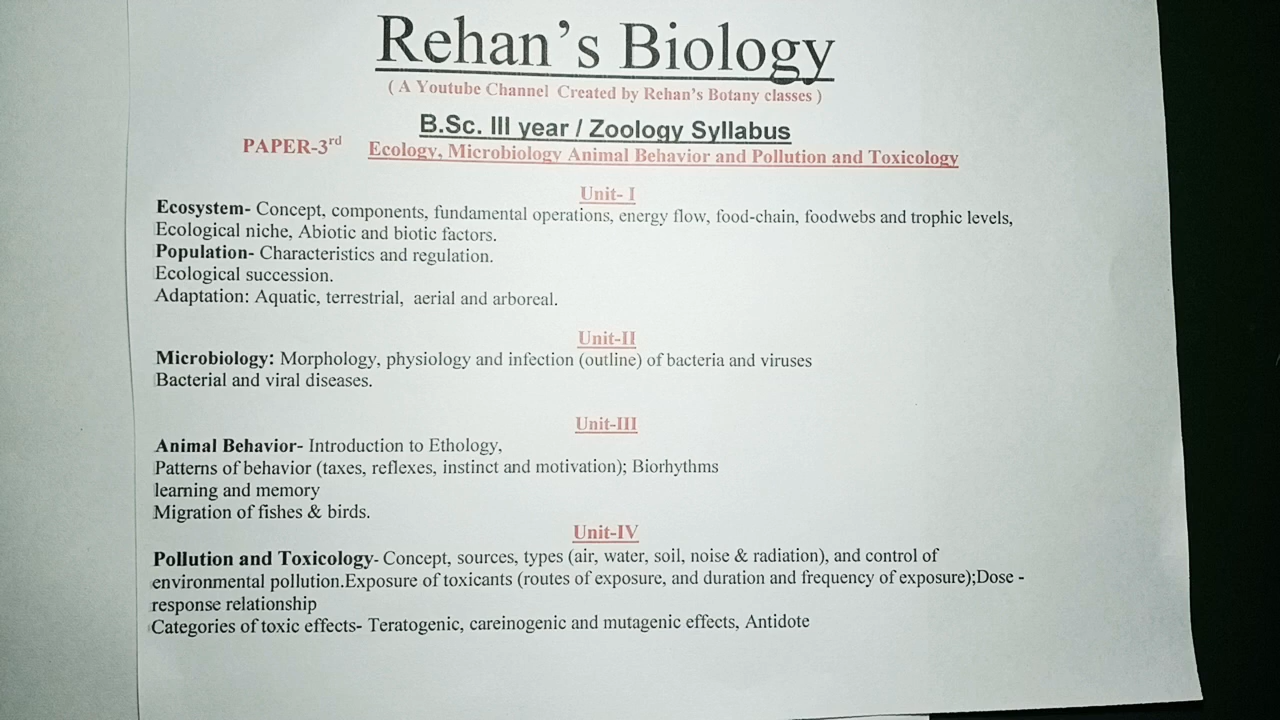 Rehan's Biology
( A Youtube Channel Created by Rehan's Botany classes )
B.Sc. III year / Zoology Syllabus
PAPER-3rd Ecology, Microbiology Animal Behavior and Pollution and Toxicology
Unit- I
Ecosystem- Concept, components, fundamental operations, energy flow, food-chain, foodwebs and trophic levels,
Ecological niche, Abiotic and biotic factors.
Population- Characteristics and regulation.
Ecological succession.
Adaptation: Aquatic, terrestrial, aerial and arboreal.
Unit-II
Microbiology: Morphology, physiology and infection (outline) of bacteria and viruses
Bacterial and viral diseases.
Unit-III
Animal Behavior- Introduction to Ethology,
Patterns of behavior (taxes, reflexes, instinct and motivation); Biorhythms
learning and memory
Migration of fishes & birds.
Unit-IV
Pollution and Toxicology- Concept, sources, types (air, water, soil, noise & radiation), and control of
environmental pollution.Exposure of toxicants (routes of exposure, and duration and frequency of exposure);Dose -
response relationship
Categories of toxic effects- Teratogenic, careinogenic and mutagenic effects, Antidote